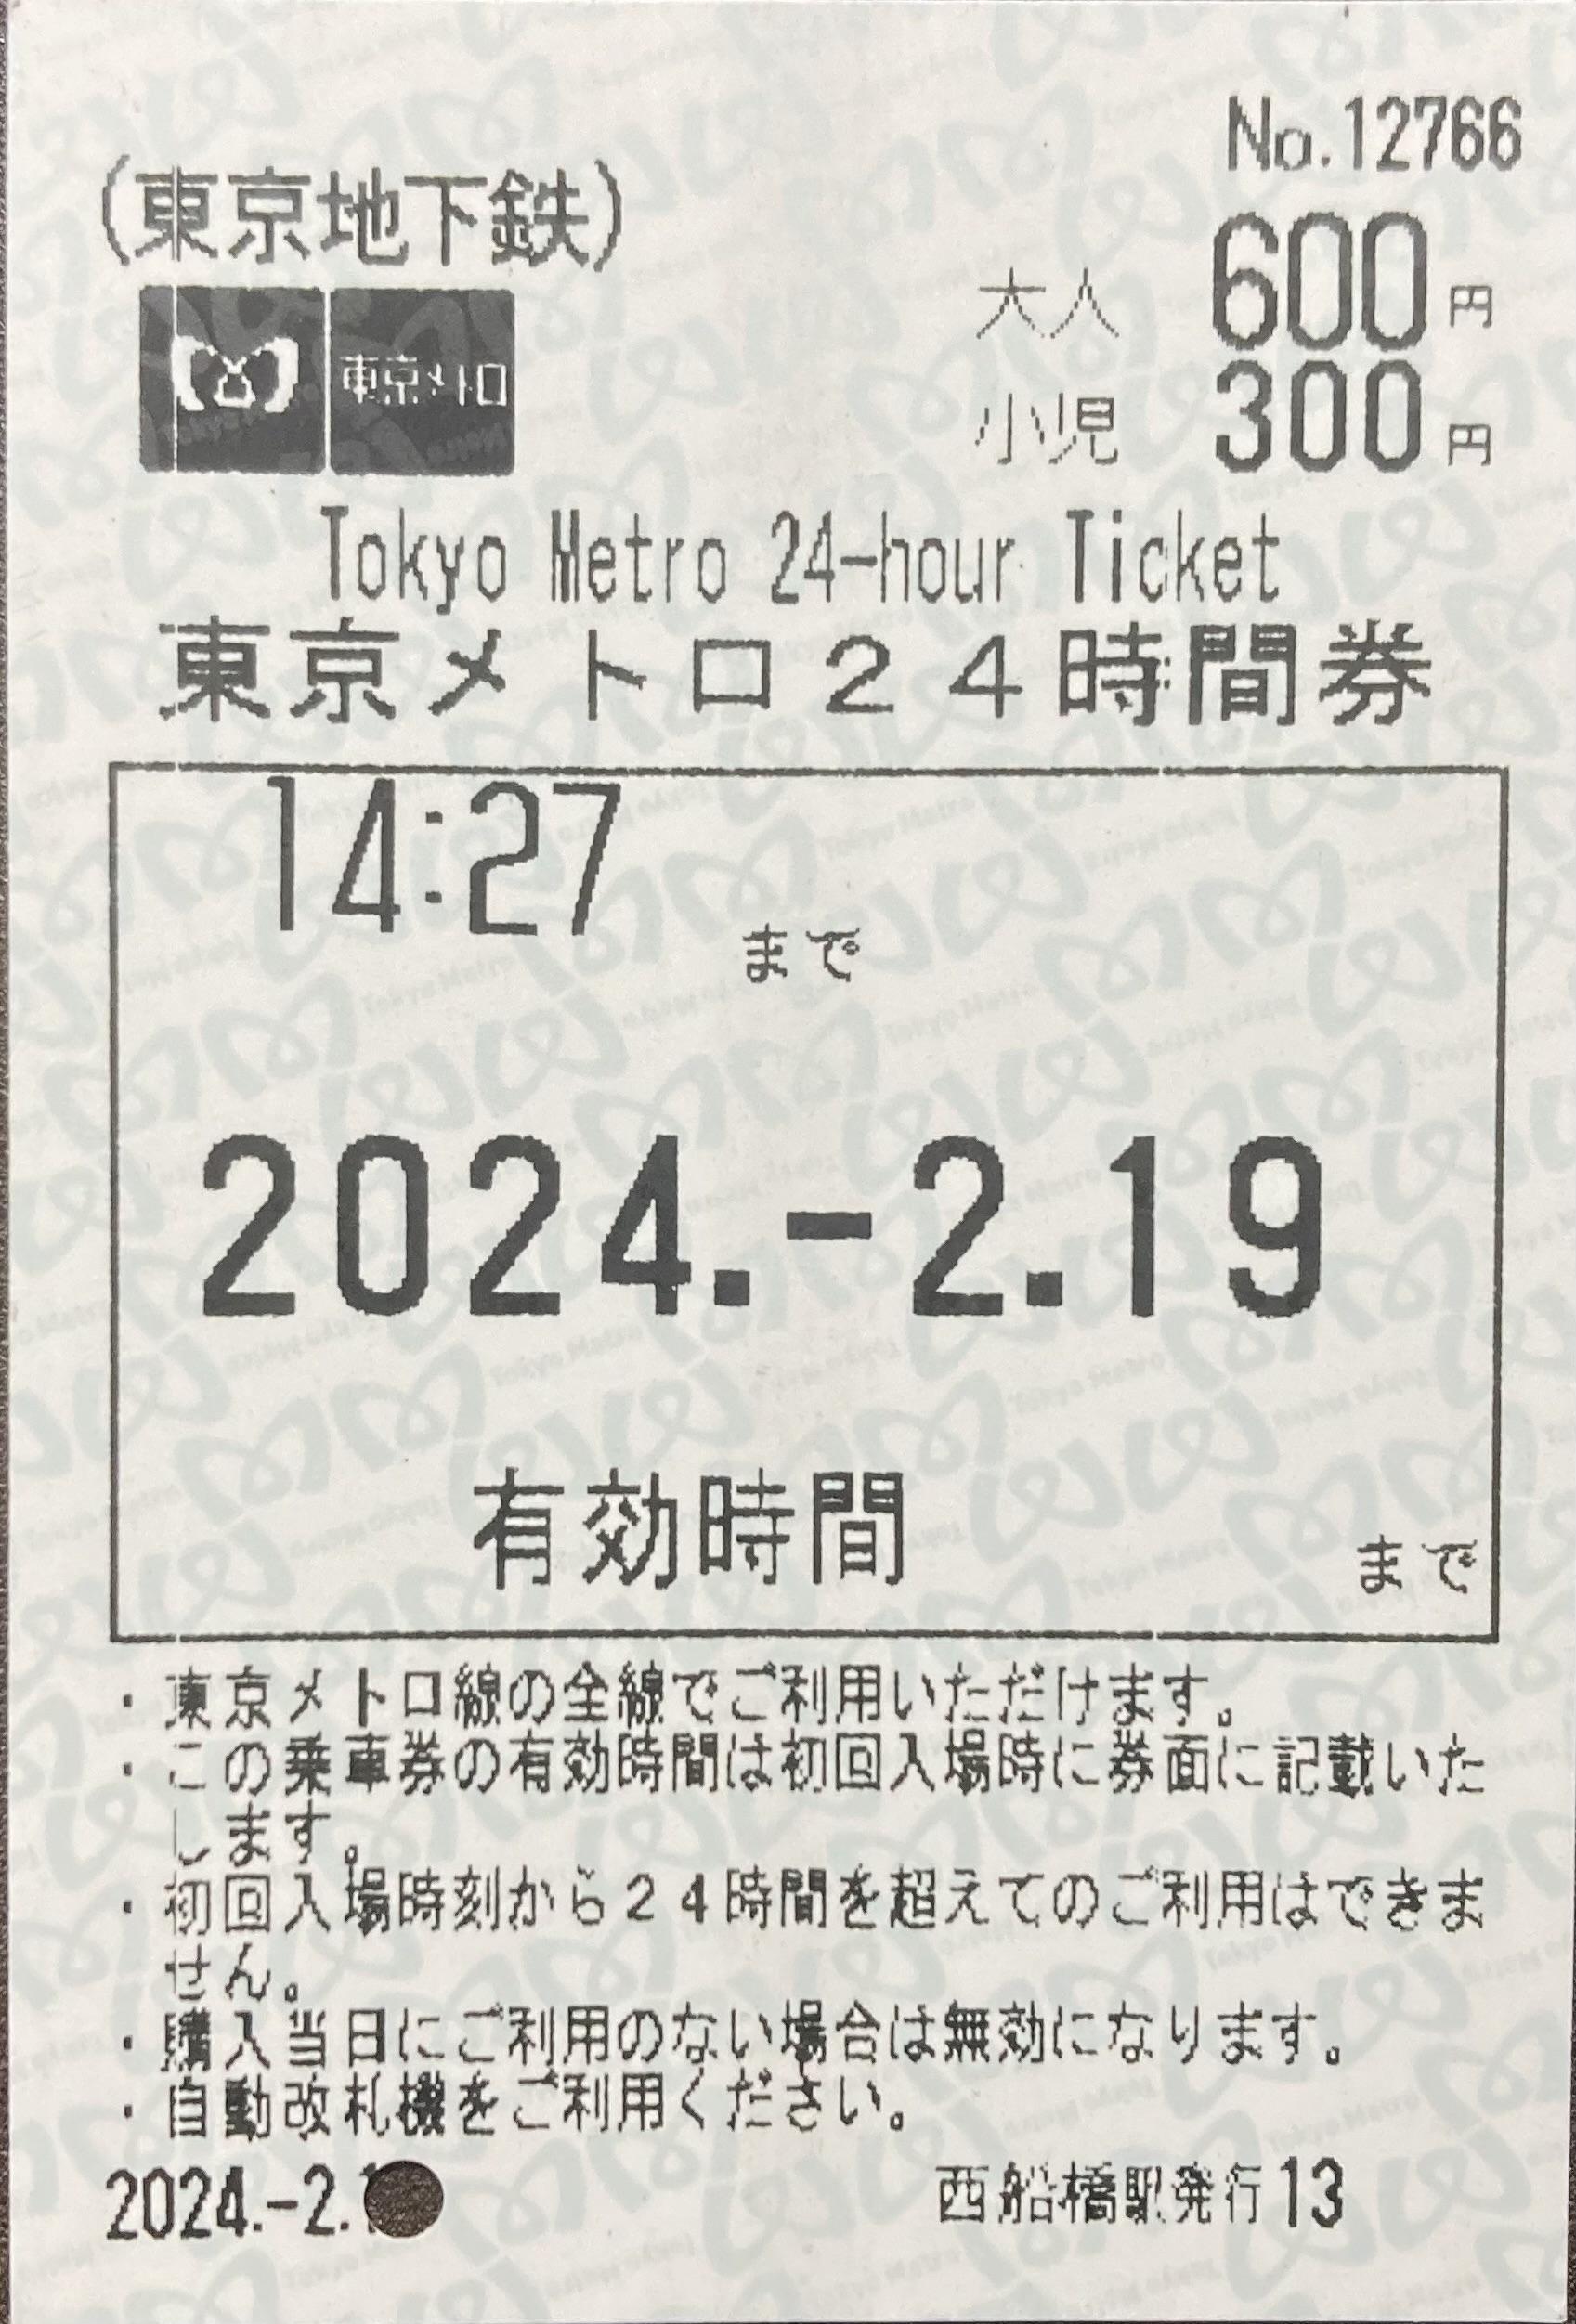 No.12766
(東京地下鉄)
大人 600円
東京メトロ
小児 300円
Tokyo Metro 24-hour Ticket
東京メトロ24時間券
14:27
まで
2024.-2.19
有効時間
まで
・東京メトロ線の全線でご利用いただけます。
・この乗車券の有効時間は初回入場時に券面に記載いた
します。
・初回入場時刻から24時間を超えてのご利用はできま
せん。
・購入当日にご利用のない場合は無効になります。
・自動改札機をご利用ください。
2024.-2.1
西船橋駅発行13